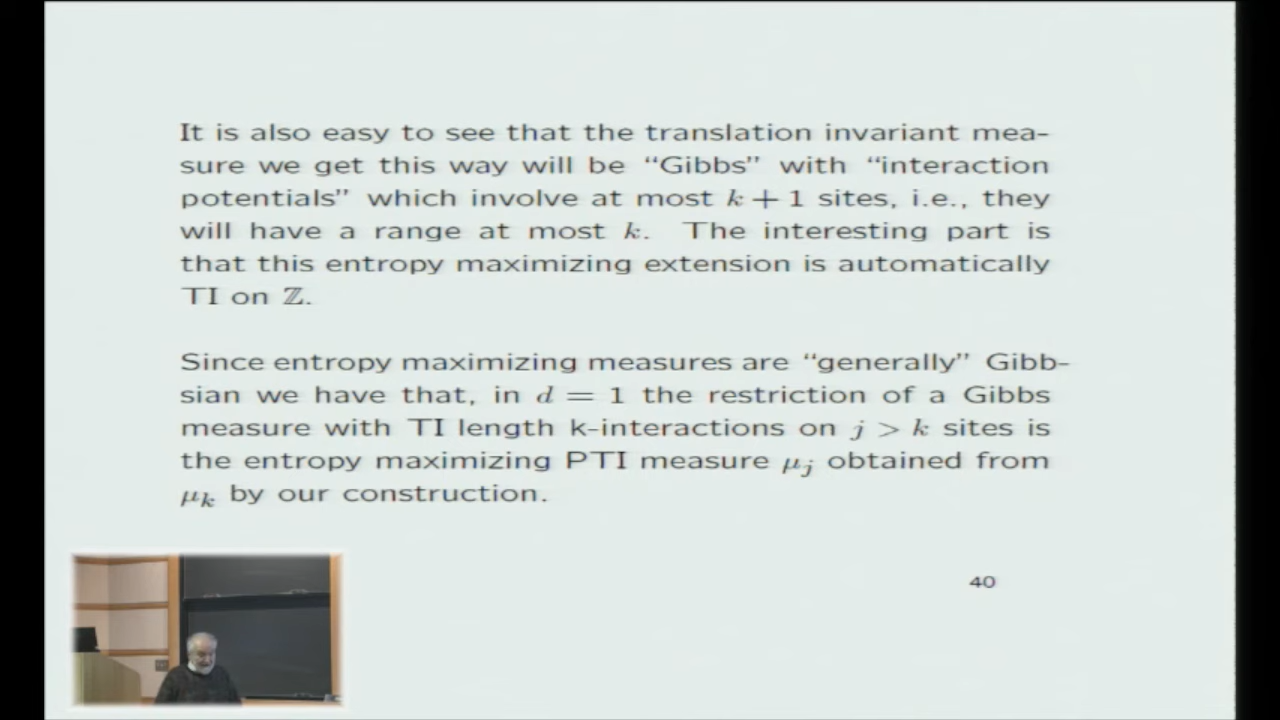 It is also easy to see that the translation invariant mea-
sure we get this way will be “Gibbs” with “interaction
potentials” which involve at most k + 1 sites, i.e., they
will have a range at most k. The interesting part is
that this entropy maximizing extension is automatically
TI on ℤ.
Since entropy maximizing measures are “generally” Gibb-
sian we have that, in d = 1 the restriction of a Gibbs
measure with TI length k-interactions on j > k sites is
the entropy maximizing PTI measure μ_j obtained from
μ_k by our construction.
40